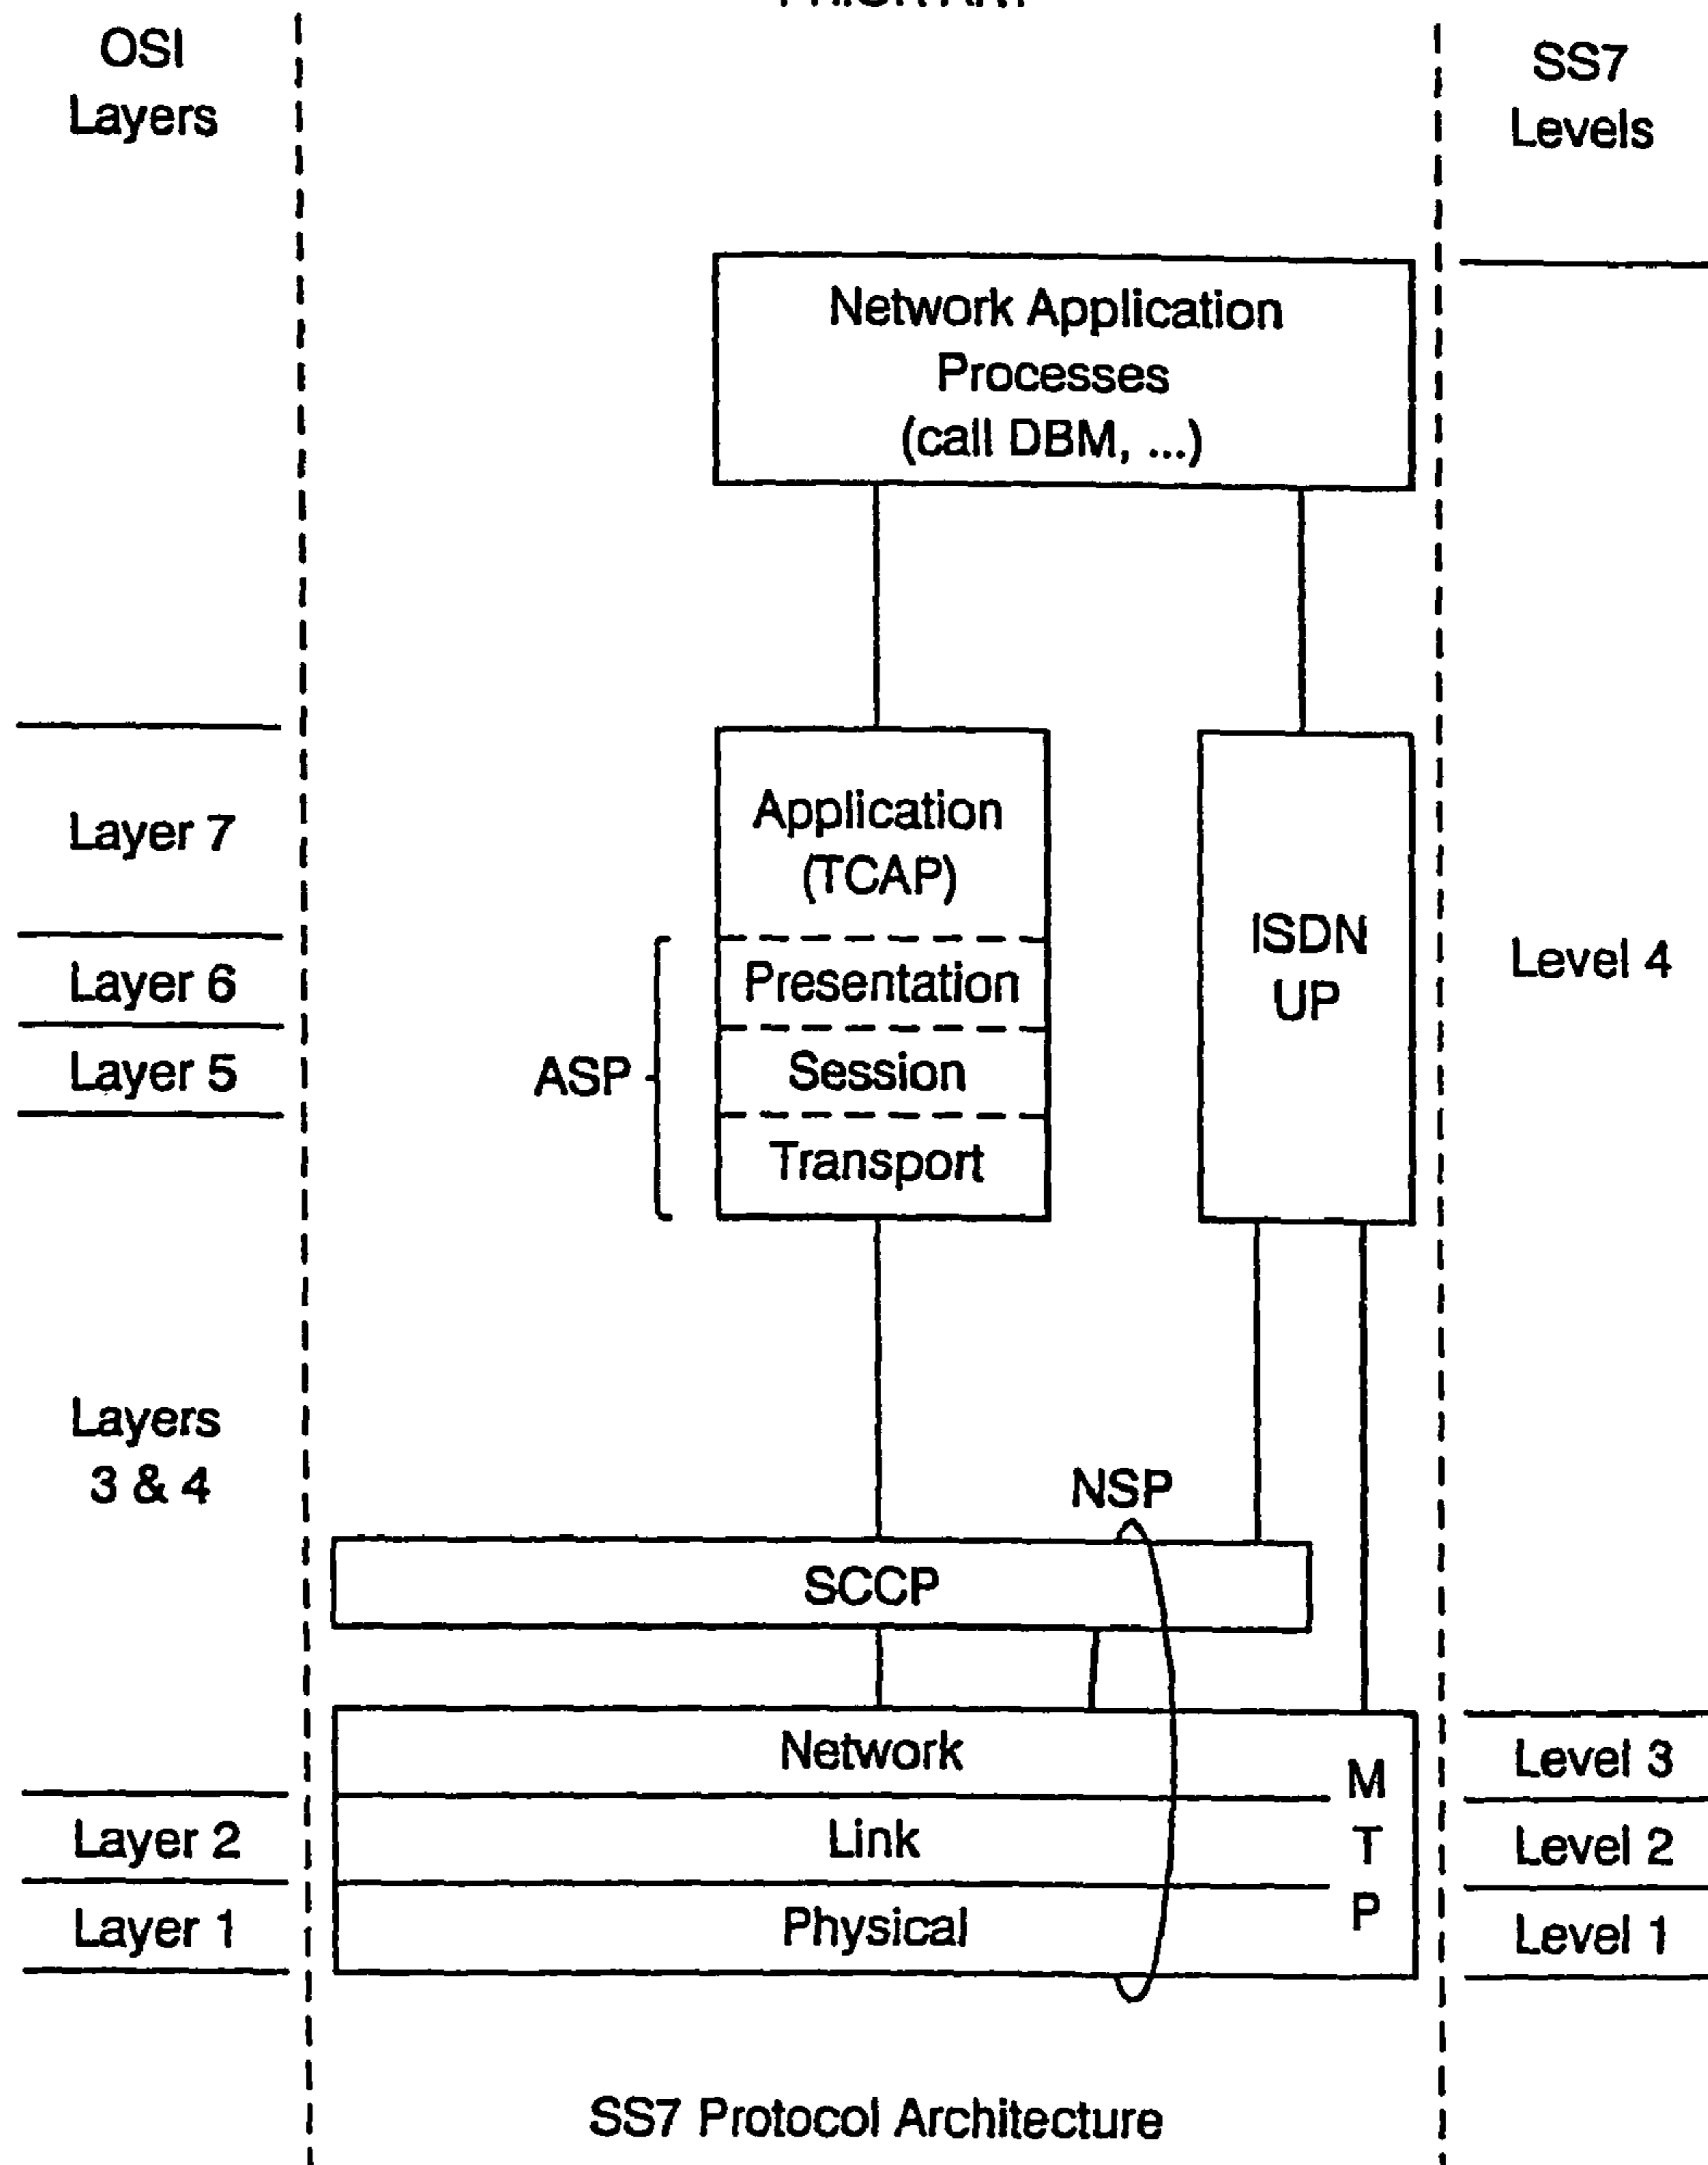 OSI
Layers
SS7
Levels
Network Application
Processes
(call DBM, ...)
Layer 7
Application
(TCAP)
ISDN
UP
Level 4
Layer 6
Presentation
Layer 5
ASP
Session
Transport
Layers
3 & 4
NSP
SCCP
Network
Level 3
Layer 2
Link
Level 2
Layer 1
Physical
Level 1
M
T
P
SS7 Protocol Architecture